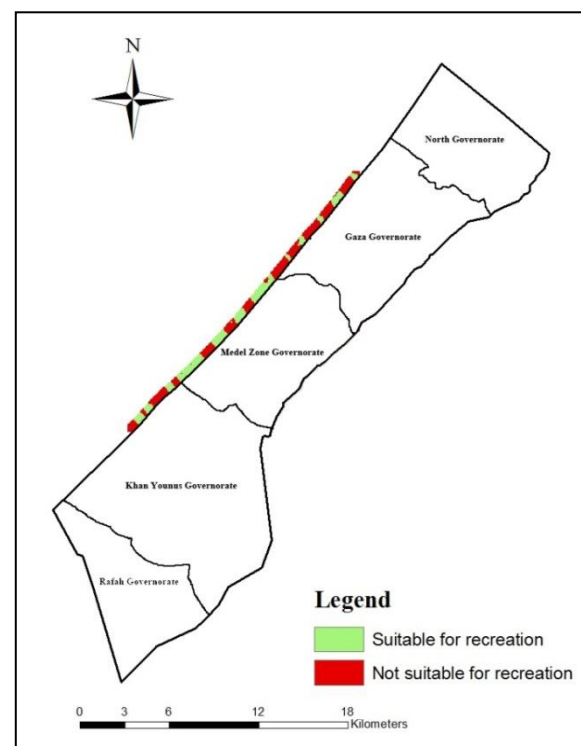 N
North Governorate
Gaza Governorate
Medel Zone Governorate
Khan Younus Governorate
Rafah Governorate
Legend
Suitable for recreation
Not suitable for recreation
0 3 6 12 18
Kilometers